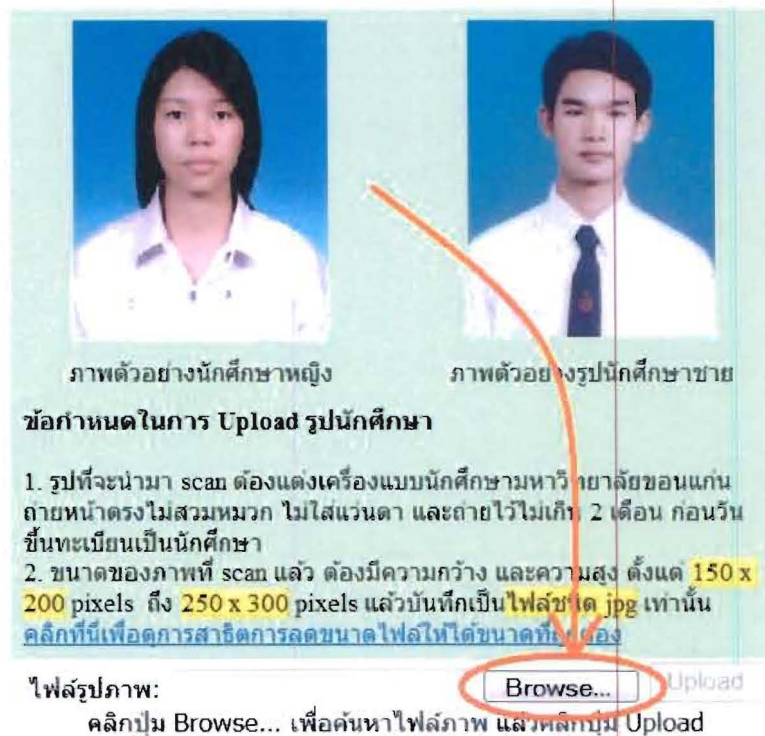 ภาพตัวอย่างนักศึกษาหญิง
ภาพตัวอย่างรูปนักศึกษาชาย
ข้อกำหนดในการ Upload รูปนักศึกษา
1. รูปที่จะนำมา scan ต้องแต่งเครื่องแบบนักศึกษามหาวิทยาลัยขอนแก่น
ถ่ายหน้าตรงไม่สวมหมวก ไม่ใส่แว่นตา และถ่ายไว้ไม่เกิน 2 เดือน ก่อนวัน
ขึ้นทะเบียนเป็นนักศึกษา
2. ขนาดของภาพที่ scan แล้ว ต้องมีความกว้าง และความสูง ตั้งแต่ 150 x
200 pixels ถึง 250 x 300 pixels แล้วบันทึกเป็นไฟล์ชนิด jpg เท่านั้น
คลิกที่นี่เพื่อดูการสาธิตการลดขนาดไฟล์ให้ได้ขนาดที่ถูกต้อง
ไฟล์รูปภาพ: Browse... Upload
คลิกปุ่ม Browse... เพื่อค้นหาไฟล์ภาพ แล้วคลิกปุ่ม Upload